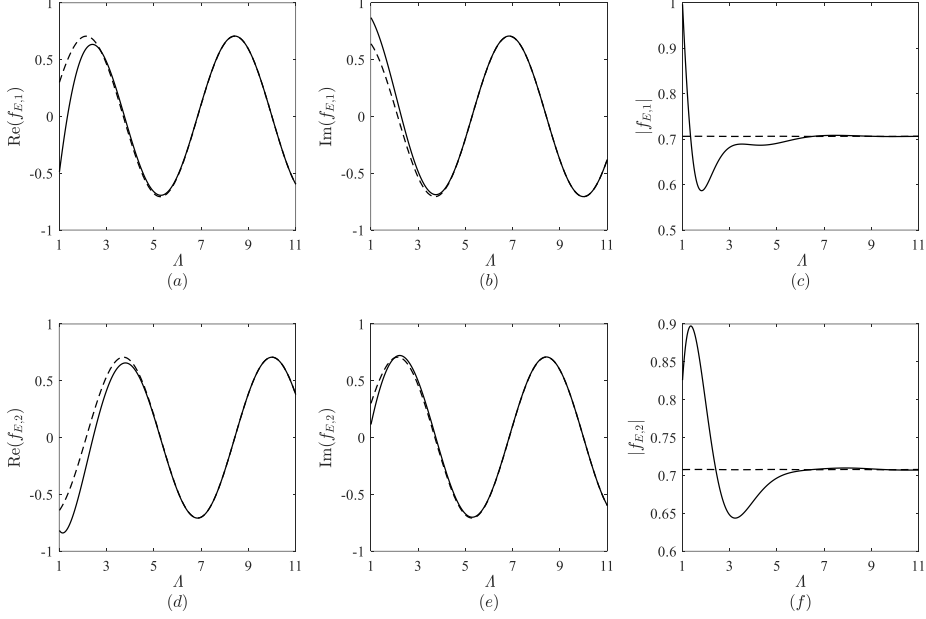 1 1 1
0.5 0.5 0.9
0 0 0.8
-0.5 -0.5 0.7
-1 -1 0.6
0.5
Re(f_{E,1}) Im(f_{E,1}) |f_{E,1}|
1 3 5 7 9 11 1 3 5 7 9 11 1 3 5 7 9 11
Λ Λ Λ
(a) (b) (c)
1 1 0.9
0.5 0.5 0.85
0 0 0.8
-0.5 -0.5 0.75
-1 -1 0.7
0.65
0.6
Re(f_{E,2}) Im(f_{E,2}) |f_{E,2}|
1 3 5 7 9 11 1 3 5 7 9 11 1 3 5 7 9 11
Λ Λ Λ
(d) (e) (f)